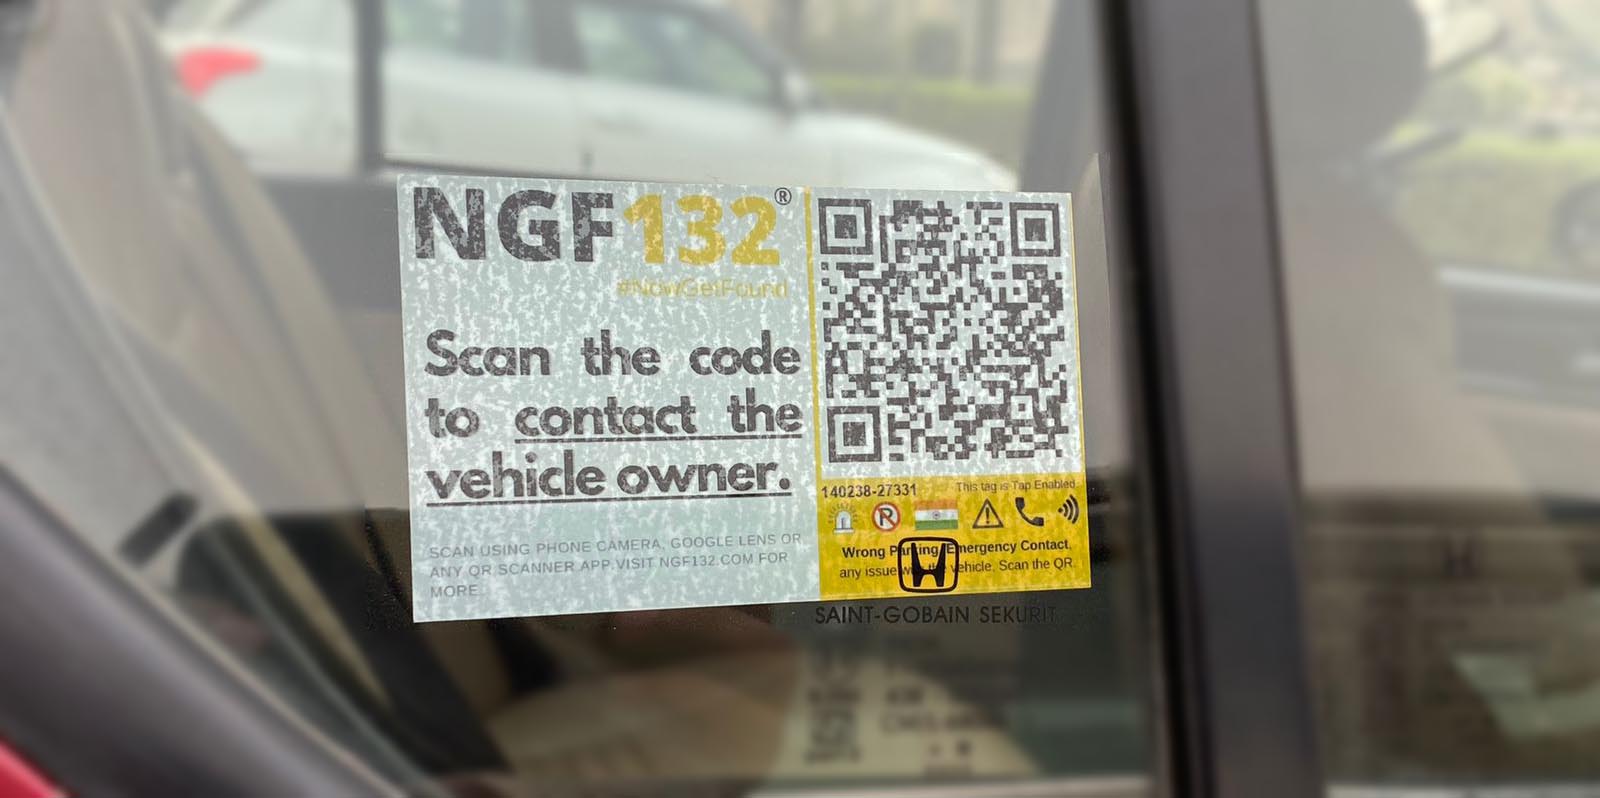 NGF132®
#NowGetFound
Scan the code
to contact the
vehicle owner.
SCAN USING PHONE CAMERA, GOOGLE LENS OR
ANY QR SCANNER APP.VISIT NGF132.COM FOR
MORE.
140238-27331 This tag is Tap Enabled
Wrong Parking, Emergency Contact,
any issue with the vehicle. Scan the QR.
SAINT-GOBAIN SEKURIT